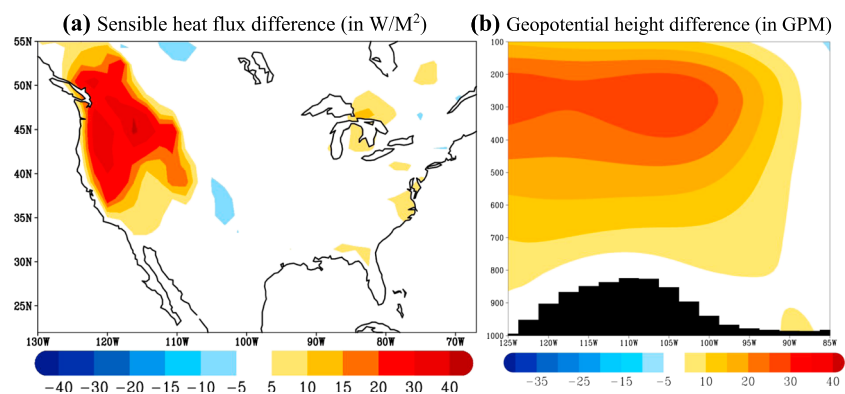 (a) Sensible heat flux difference (in W/M²)
(b) Geopotential height difference (in GPM)
55N
50N
45N
40N
35N
30N
25N
130W 120W 110W 100W 90W 80W 70W
−40 −30 −20 −15 −10 −5 5 10 15 20 30 40
100
200
300
400
500
600
700
800
900
1000
125W 120W 115W 110W 105W 100W 95W 90W 85W
-35 -25 -15 -5 10 20 30 40